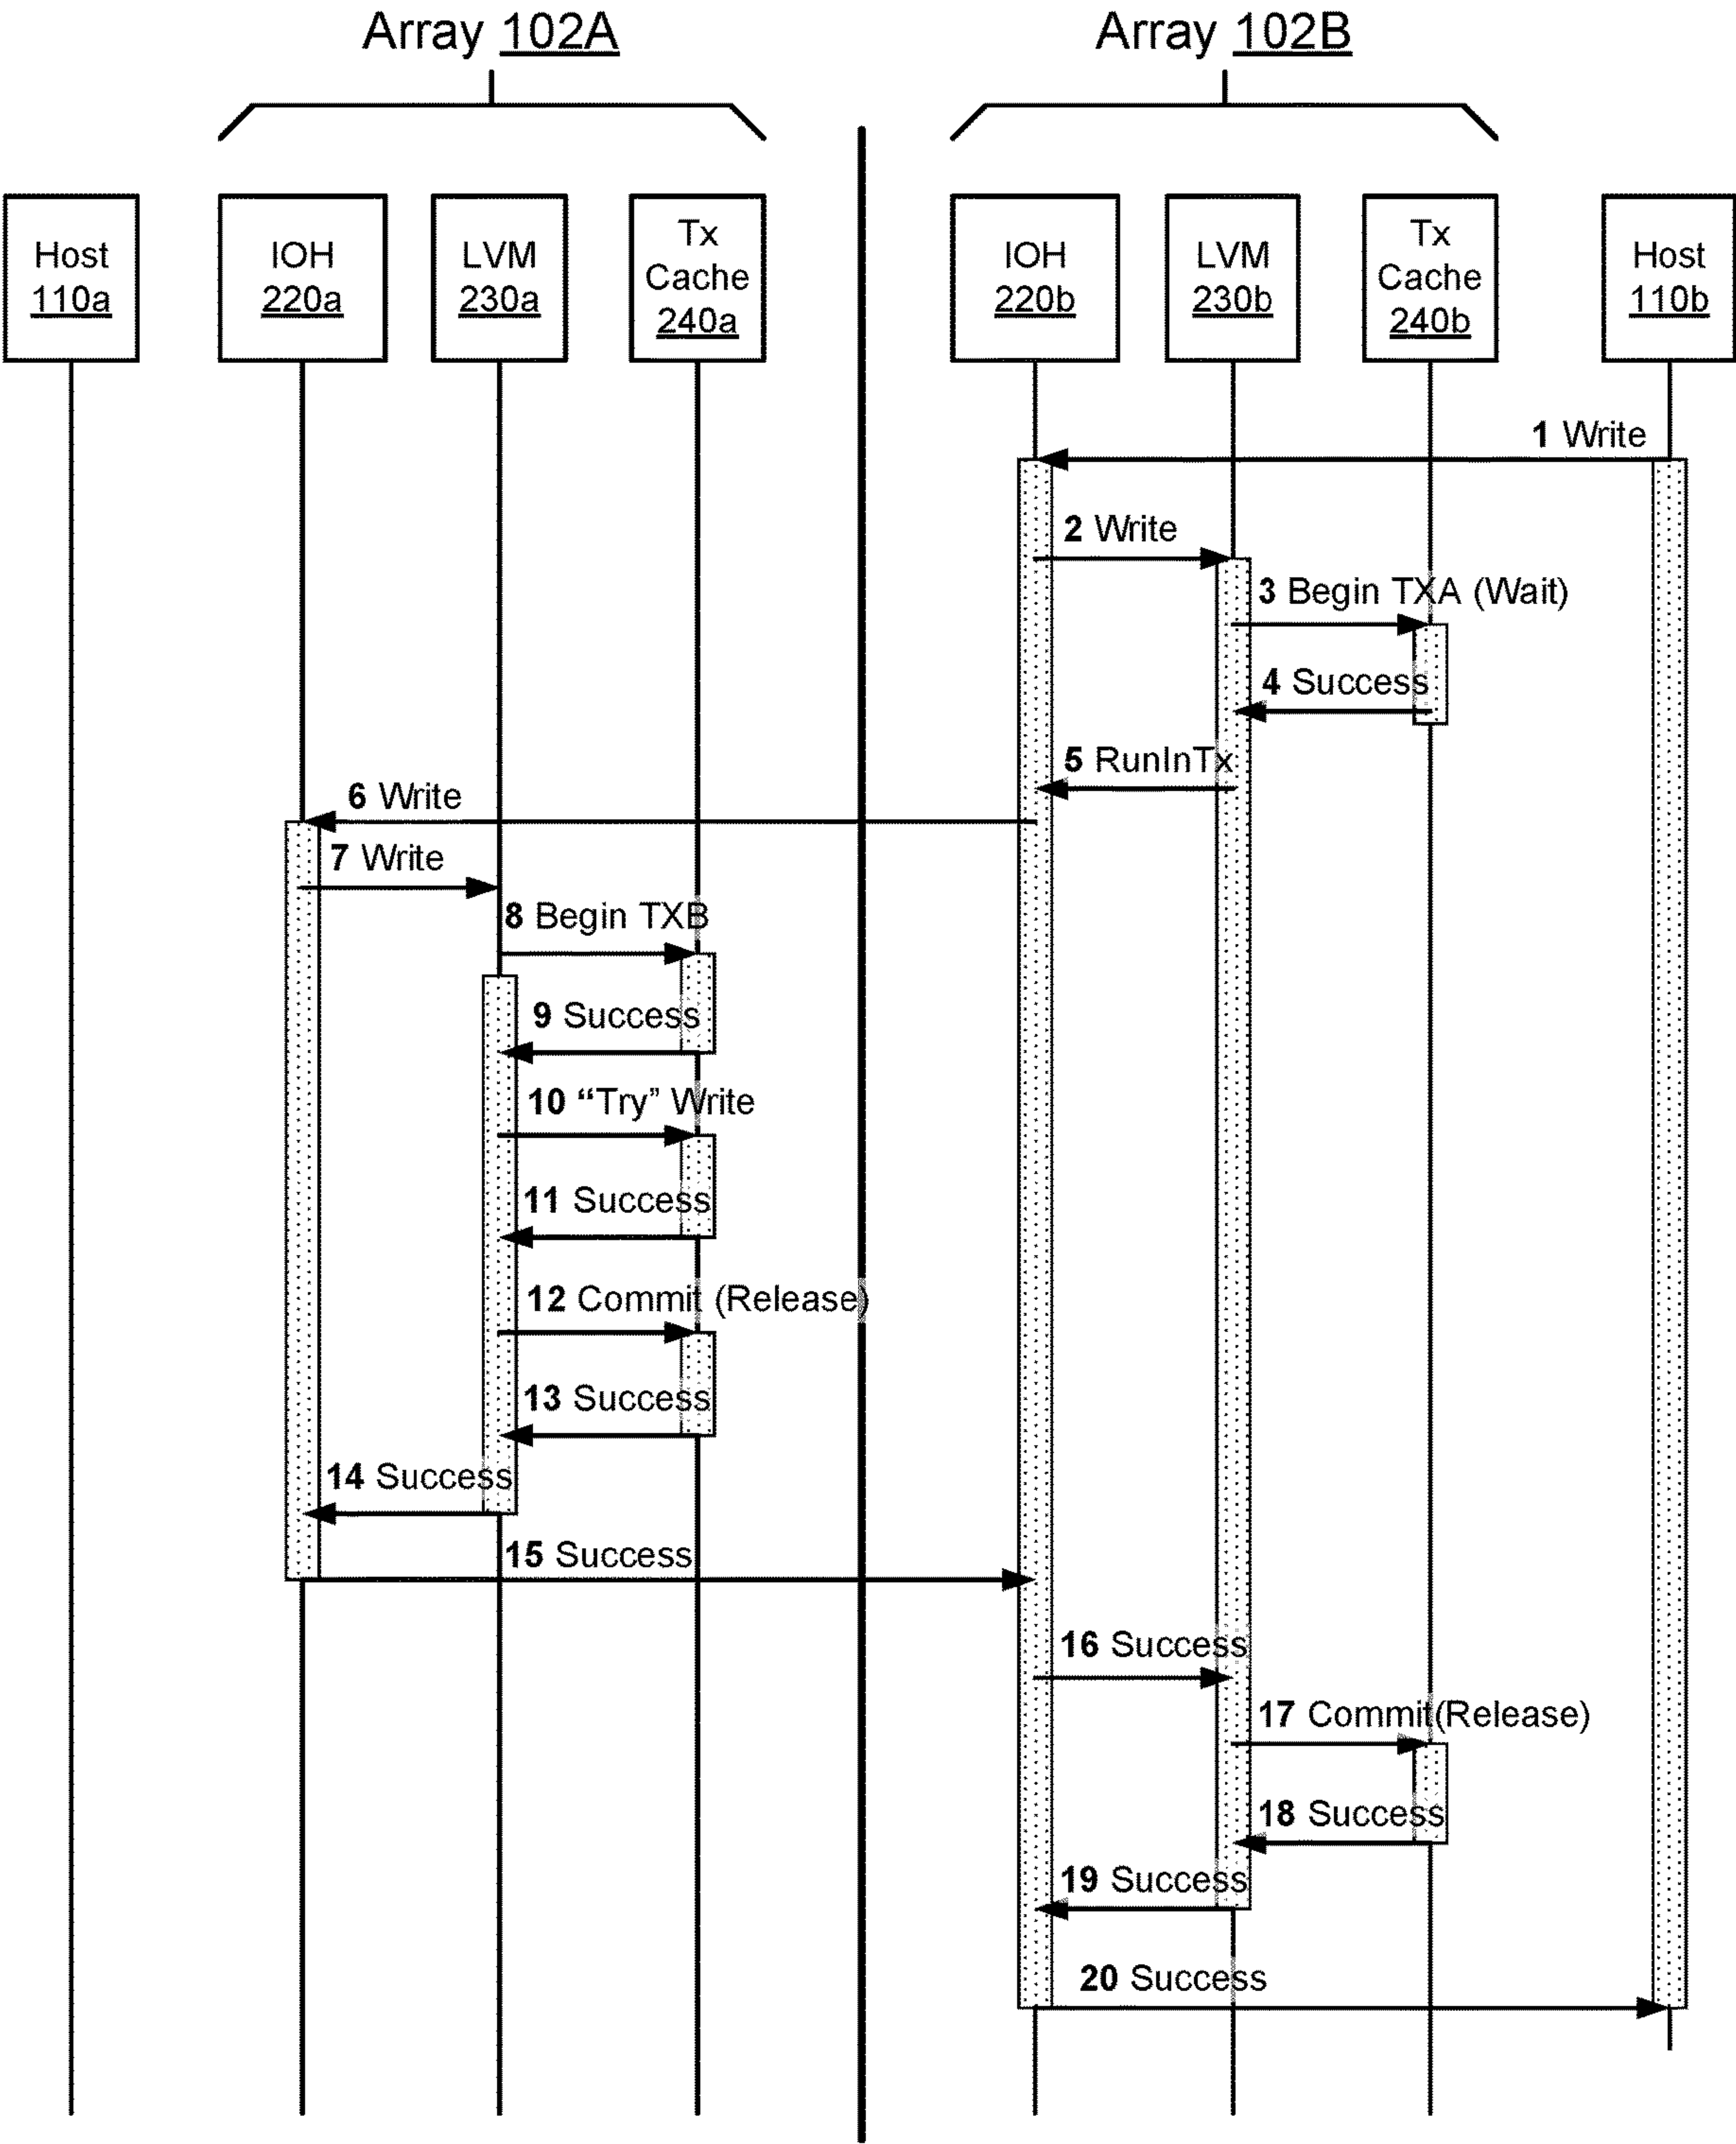 Array 102A
Array 102B
Host
110a
IOH
220a
LVM
230a
Tx
Cache
240a
IOH
220b
LVM
230b
Tx
Cache
240b
Host
110b
1 Write
2 Write
3 Begin TXA (Wait)
4 Success
5 RunInTx
6 Write
7 Write
8 Begin TXB
9 Success
10 “Try” Write
11 Success
12 Commit (Release)
13 Success
14 Success
15 Success
16 Success
17 Commit(Release)
18 Success
19 Success
20 Success